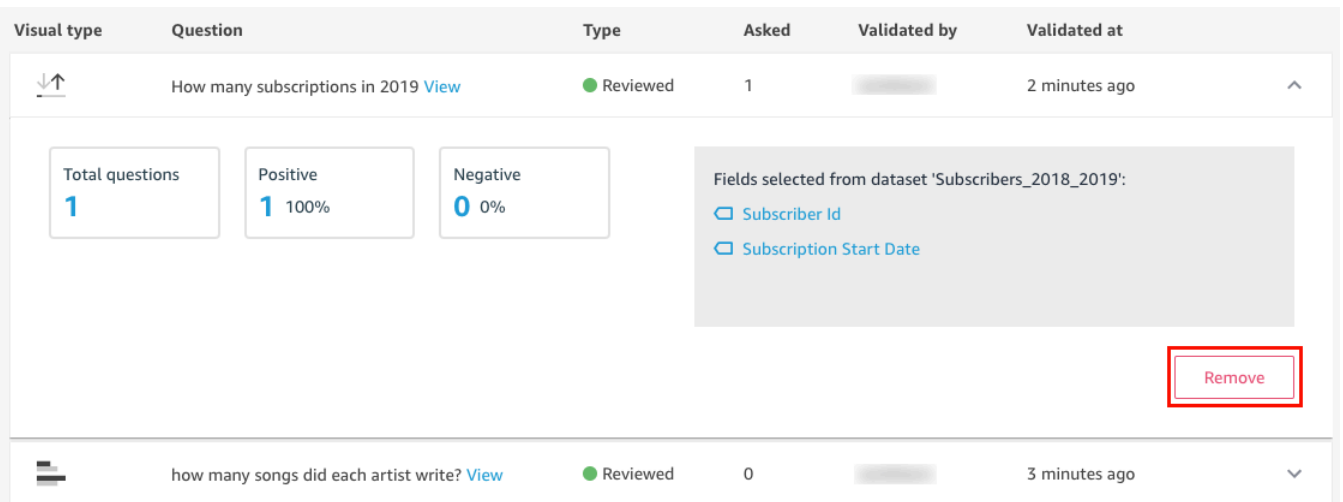 Visual type Question Type Asked Validated by Validated at
How many subscriptions in 2019 View Reviewed 1 2 minutes ago
Total questions Positive Negative
1 1 100% 0 0%
Fields selected from dataset 'Subscribers_2018_2019':
Subscriber Id
Subscription Start Date
Remove
how many songs did each artist write? View Reviewed 0 3 minutes ago